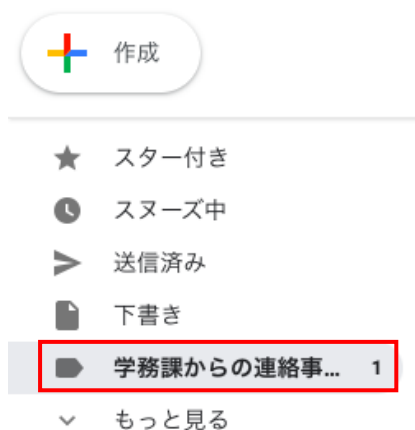 作成
スター付き
スヌーズ中
送信済み
下書き
学務課からの連絡事... 1
もっと見る